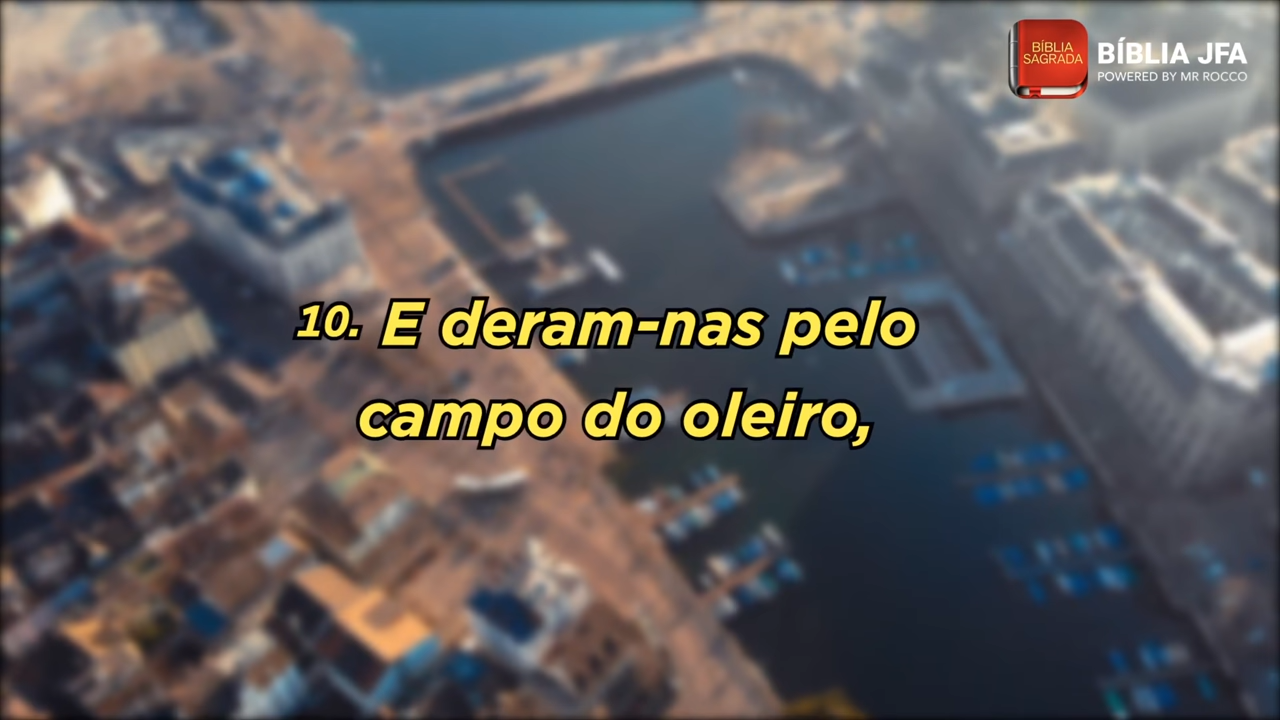 BÍBLIA
SAGRADA
BÍBLIA JFA
POWERED BY MR ROCCO
10. E deram-nas pelo
campo do oleiro,